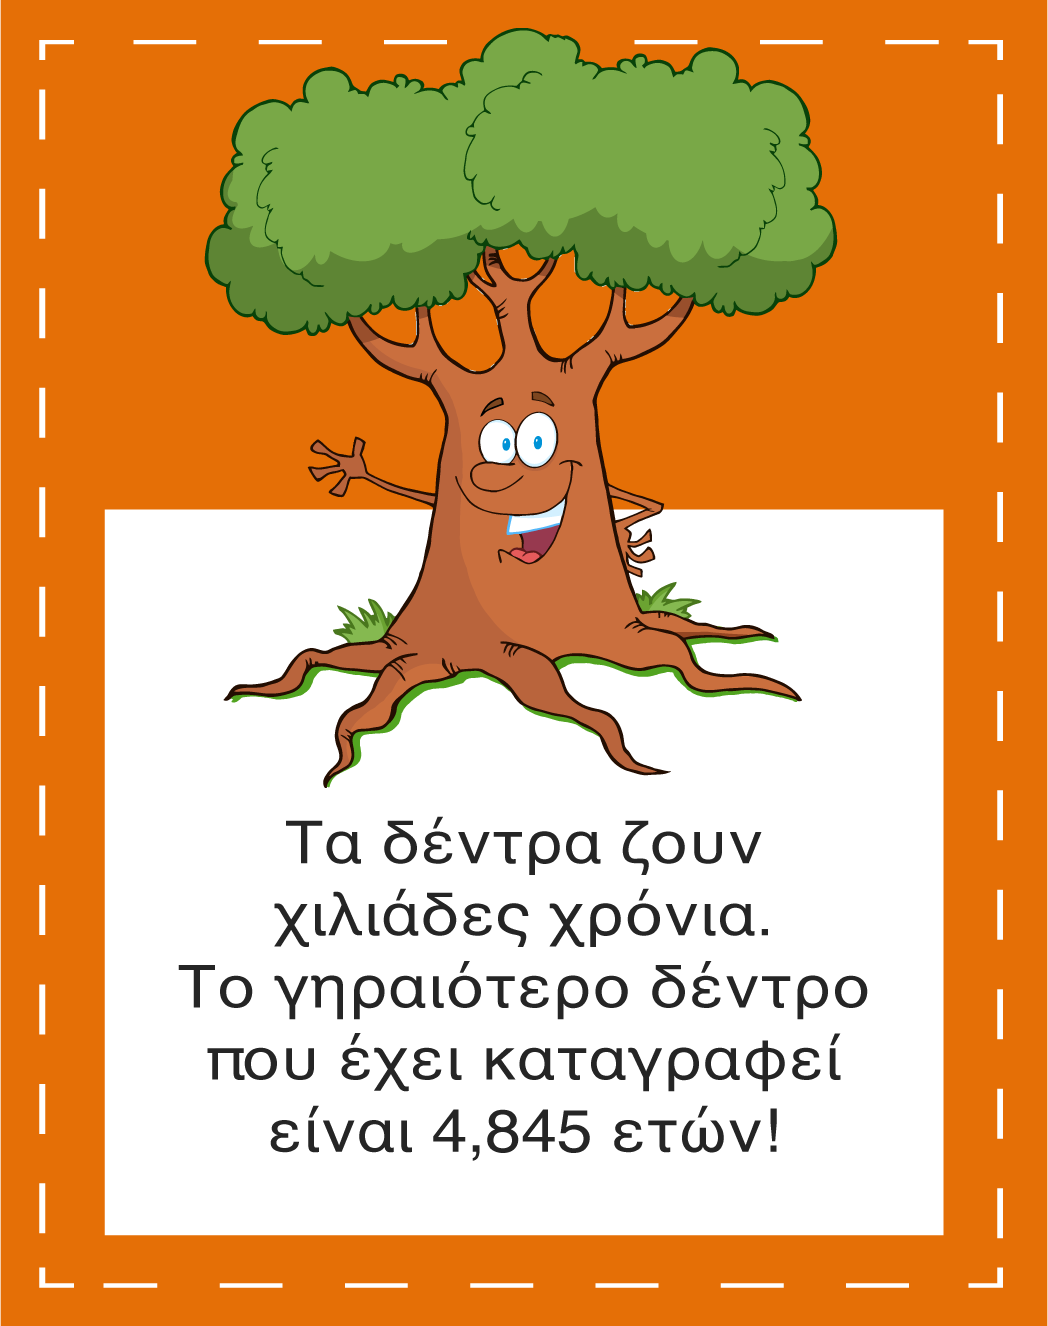 Τα δέντρα ζουν
χιλιάδες χρόνια.
Το γηραιότερο δέντρο
που έχει καταγραφεί
είναι 4,845 ετών!